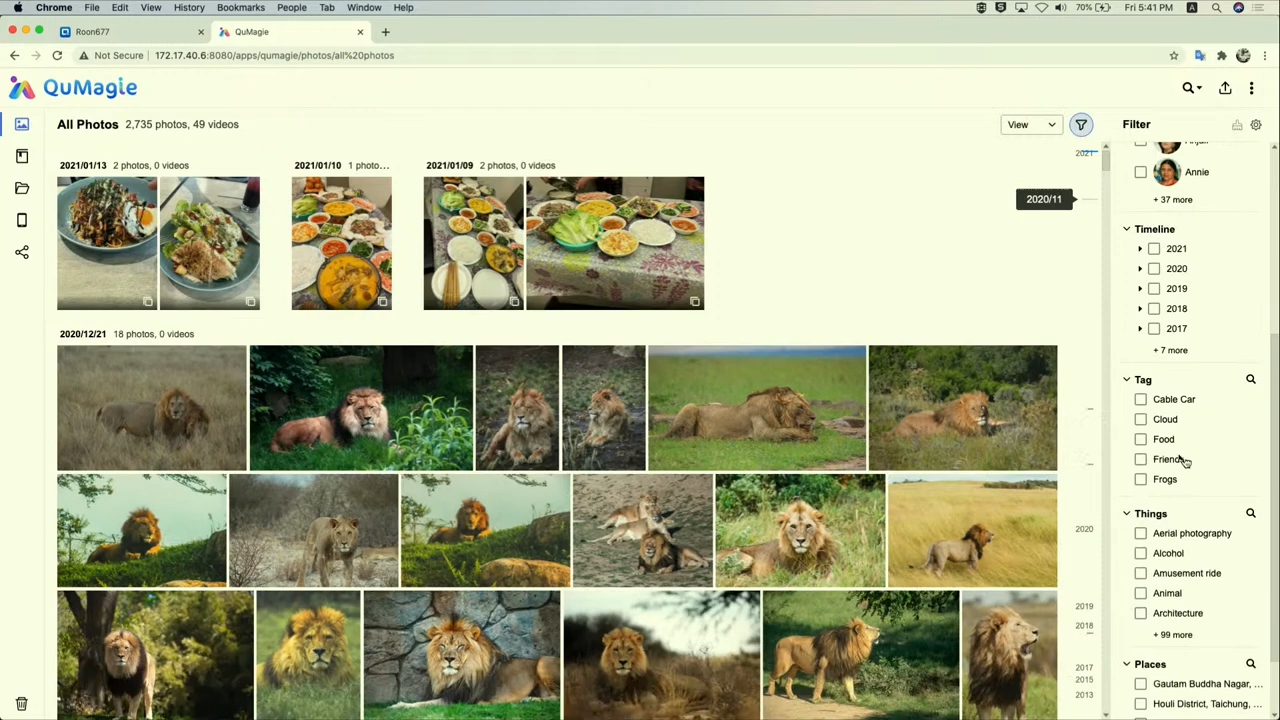 Chrome File Edit View History Bookmarks People Tab Window Help 70% Fri 5:41 PM A
Roon677 QuMagie
Not Secure 172.17.40.6:8080/apps/qumagie/photos/all%20photos
QuMagie
All Photos 2,735 photos, 49 videos View Filter
2021/01/13 2 photos, 0 videos 2021/01/10 1 photo... 2021/01/09 2 photos, 0 videos
2021
2020/11
2020/12/21 18 photos, 0 videos
2020
2019
2018
2017
2015
2013
Annie
+ 37 more
Timeline
2021
2020
2019
2018
2017
+ 7 more
Tag
Cable Car
Cloud
Food
Frogs
Things
Aerial photography
Alcohol
Amusement ride
Animal
Architecture
+ 99 more
Places
Gautam Buddha Nagar, ...
Houli District, Taichung, ...